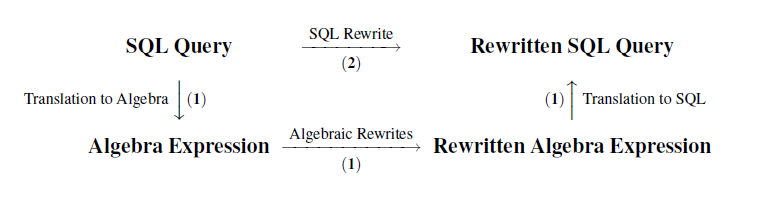 SQL Query
SQL Rewrite
(2)
Rewritten SQL Query
Translation to Algebra
(1)
(1)
Translation to SQL
Algebra Expression
Algebraic Rewrites
(1)
Rewritten Algebra Expression